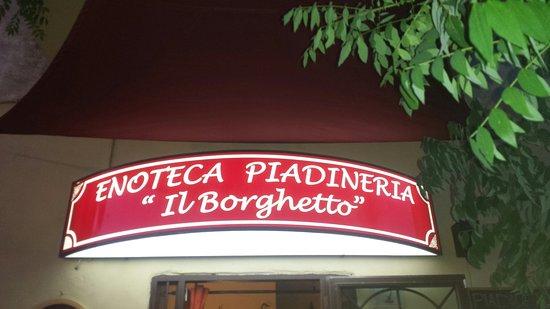 ENOTECA PIADINERIA
“Il Borghetto”